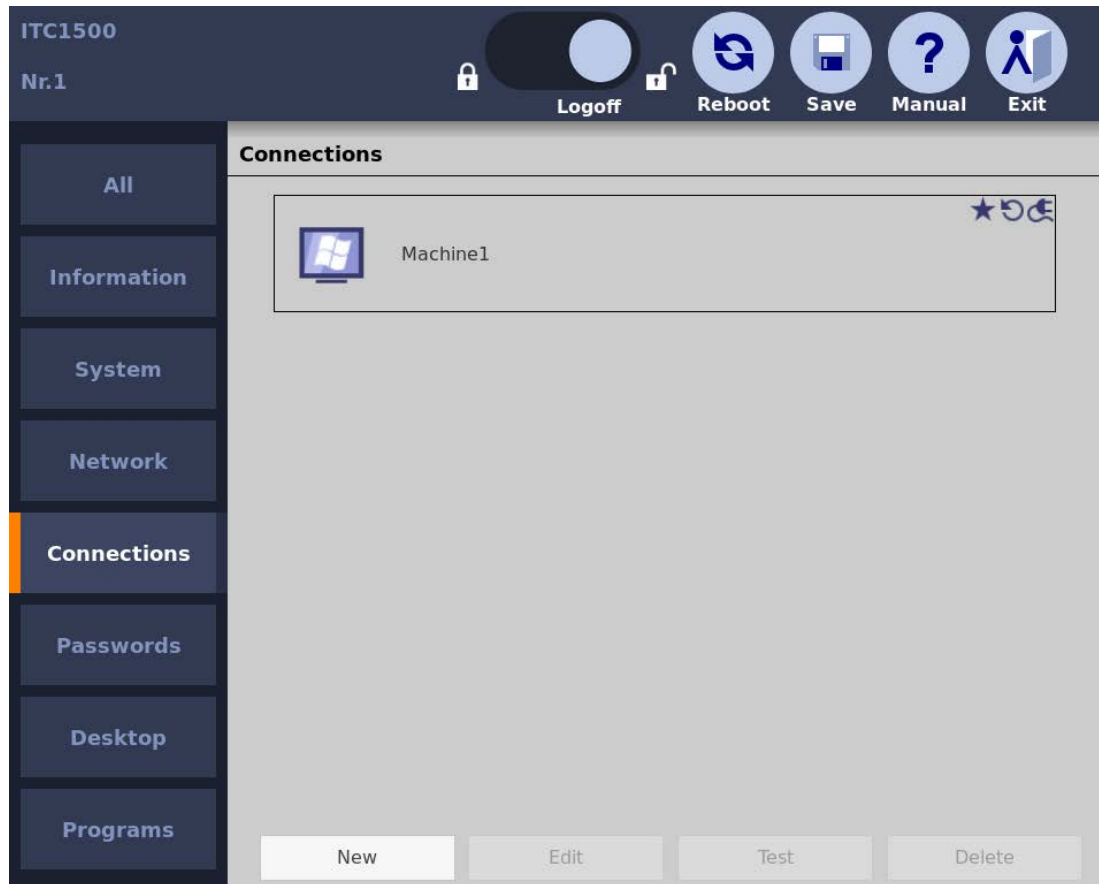 ITC1500
Nr.1
Logoff
Reboot
Save
Manual
?
Exit
All
Information
System
Network
Connections
Passwords
Desktop
Programs
Connections
Machine1
New
Edit
Test
Delete